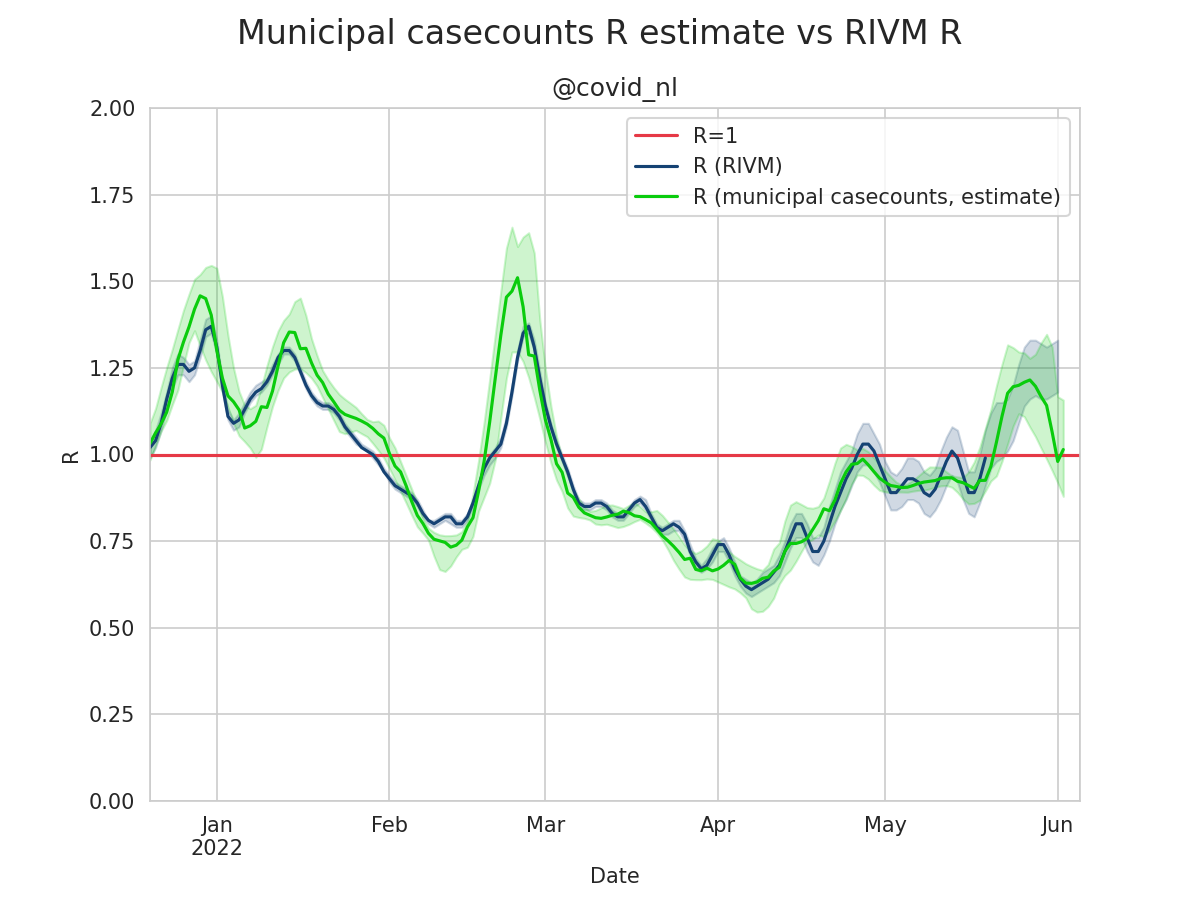 Municipal casecounts R estimate vs RIVM R
@covid_nl
2.00
R=1
R (RIVM)
R (municipal casecounts, estimate)
1.75
1.50
1.25
1.00
R
0.75
0.50
0.25
0.00
Jan Feb Mar Apr May Jun
2022
Date